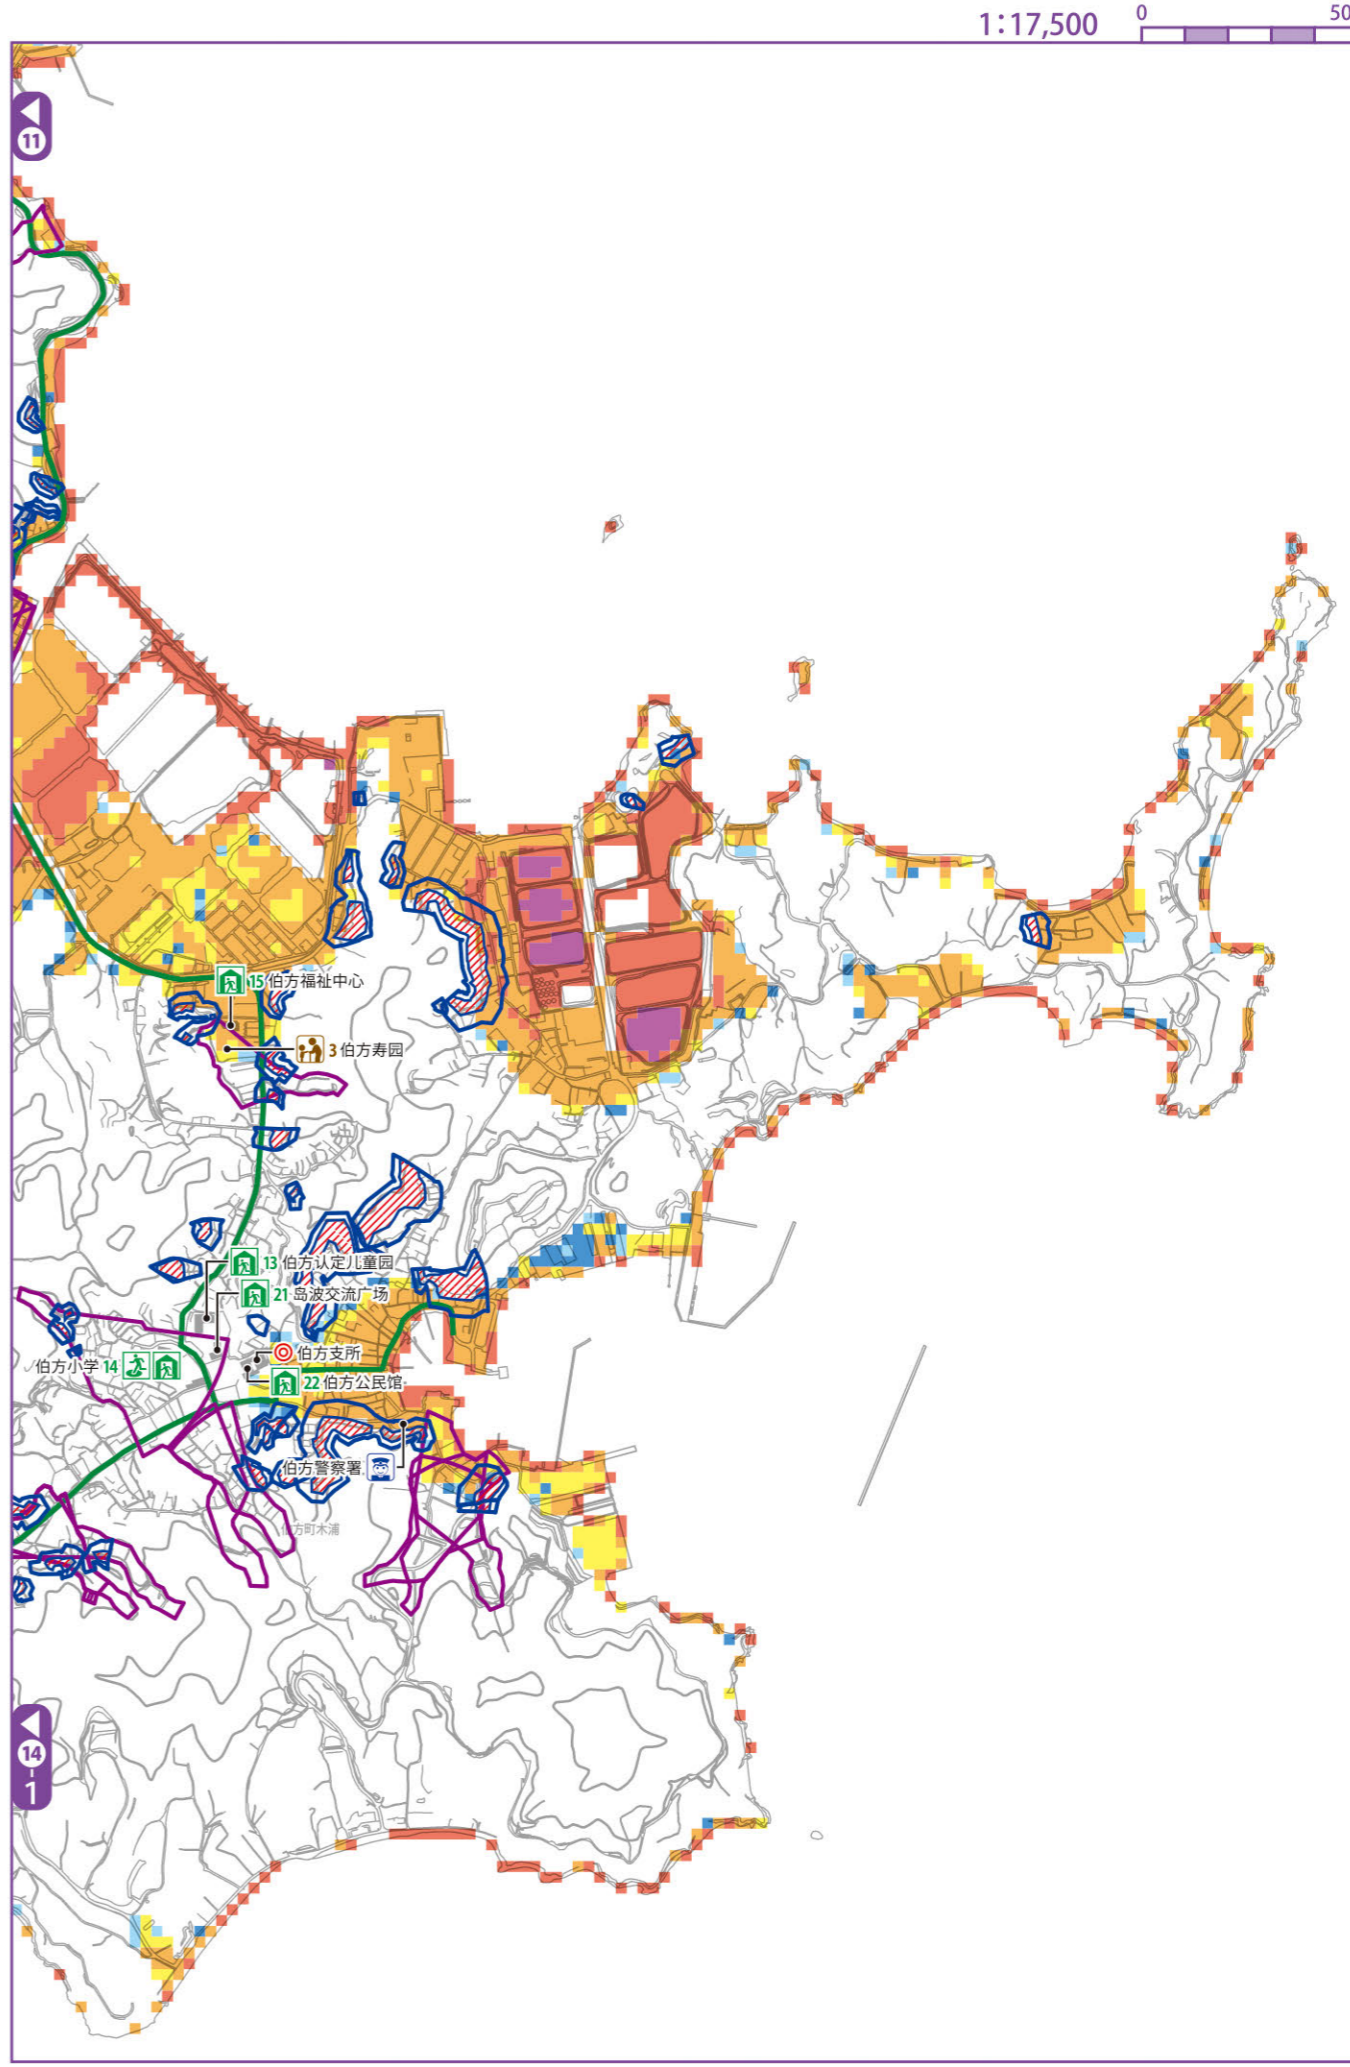 1:17,500
0
50
11
15 伯方福祉中心
3 伯方寿园
13 伯方认定儿童园
21 岛波交流广场
伯方支所
伯方小学 14
22 伯方公民馆
伯方警察署
伯方町木浦
14-1